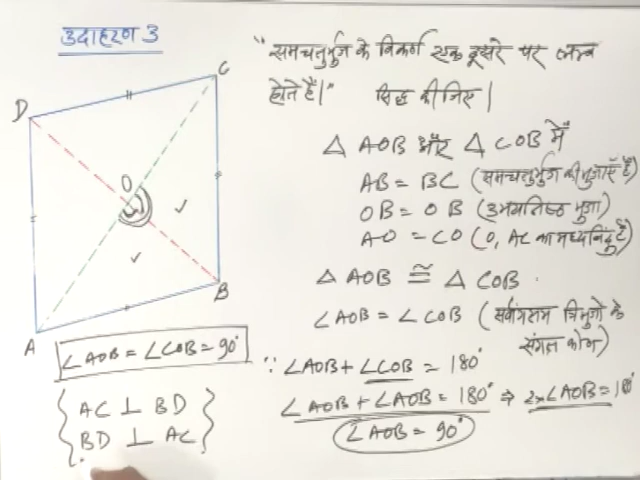 उदाहरण 3
"समचतुर्भुज के विकर्ण एक दूसरे पर लम्ब
होते हैं।" सिद्ध कीजिए।
D
C
O
A
B
△ AOB और △ COB में
AB = BC (समचतुर्भुज की भुजाएँ हैं)
OB = OB (उभयनिष्ठ भुजा)
AO = CO (O, AC का मध्यबिंदु है)
△ AOB ≅ △ COB.
∠AOB = ∠COB (सर्वांगसम त्रिभुजों के
संगत कोण)
∵ ∠AOB + ∠COB = 180°
∠AOB + ∠AOB = 180° ⇒ 2×∠AOB = 180°
∠AOB = 90°
∠AOB = ∠COB = 90°
AC ⊥ BD
BD ⊥ AC